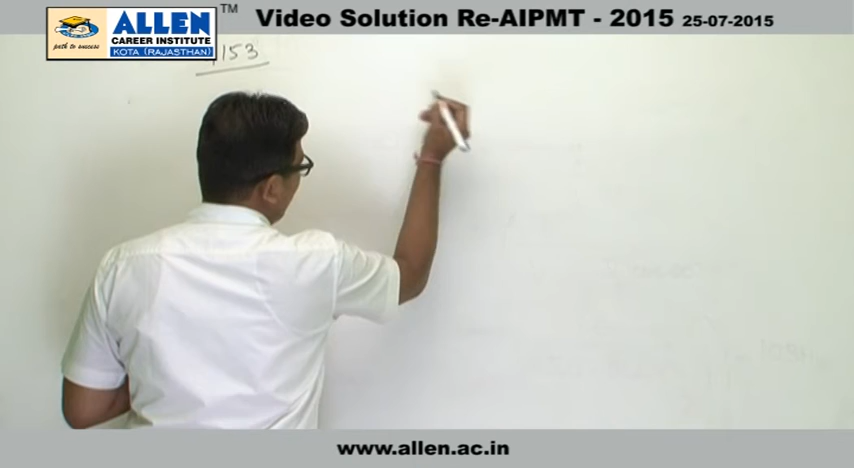 ALLEN
CAREER INSTITUTE
path to success
KOTA (RAJASTHAN)
TM
Video Solution Re-AIPMT - 2015 25-07-2015
153
www.allen.ac.in